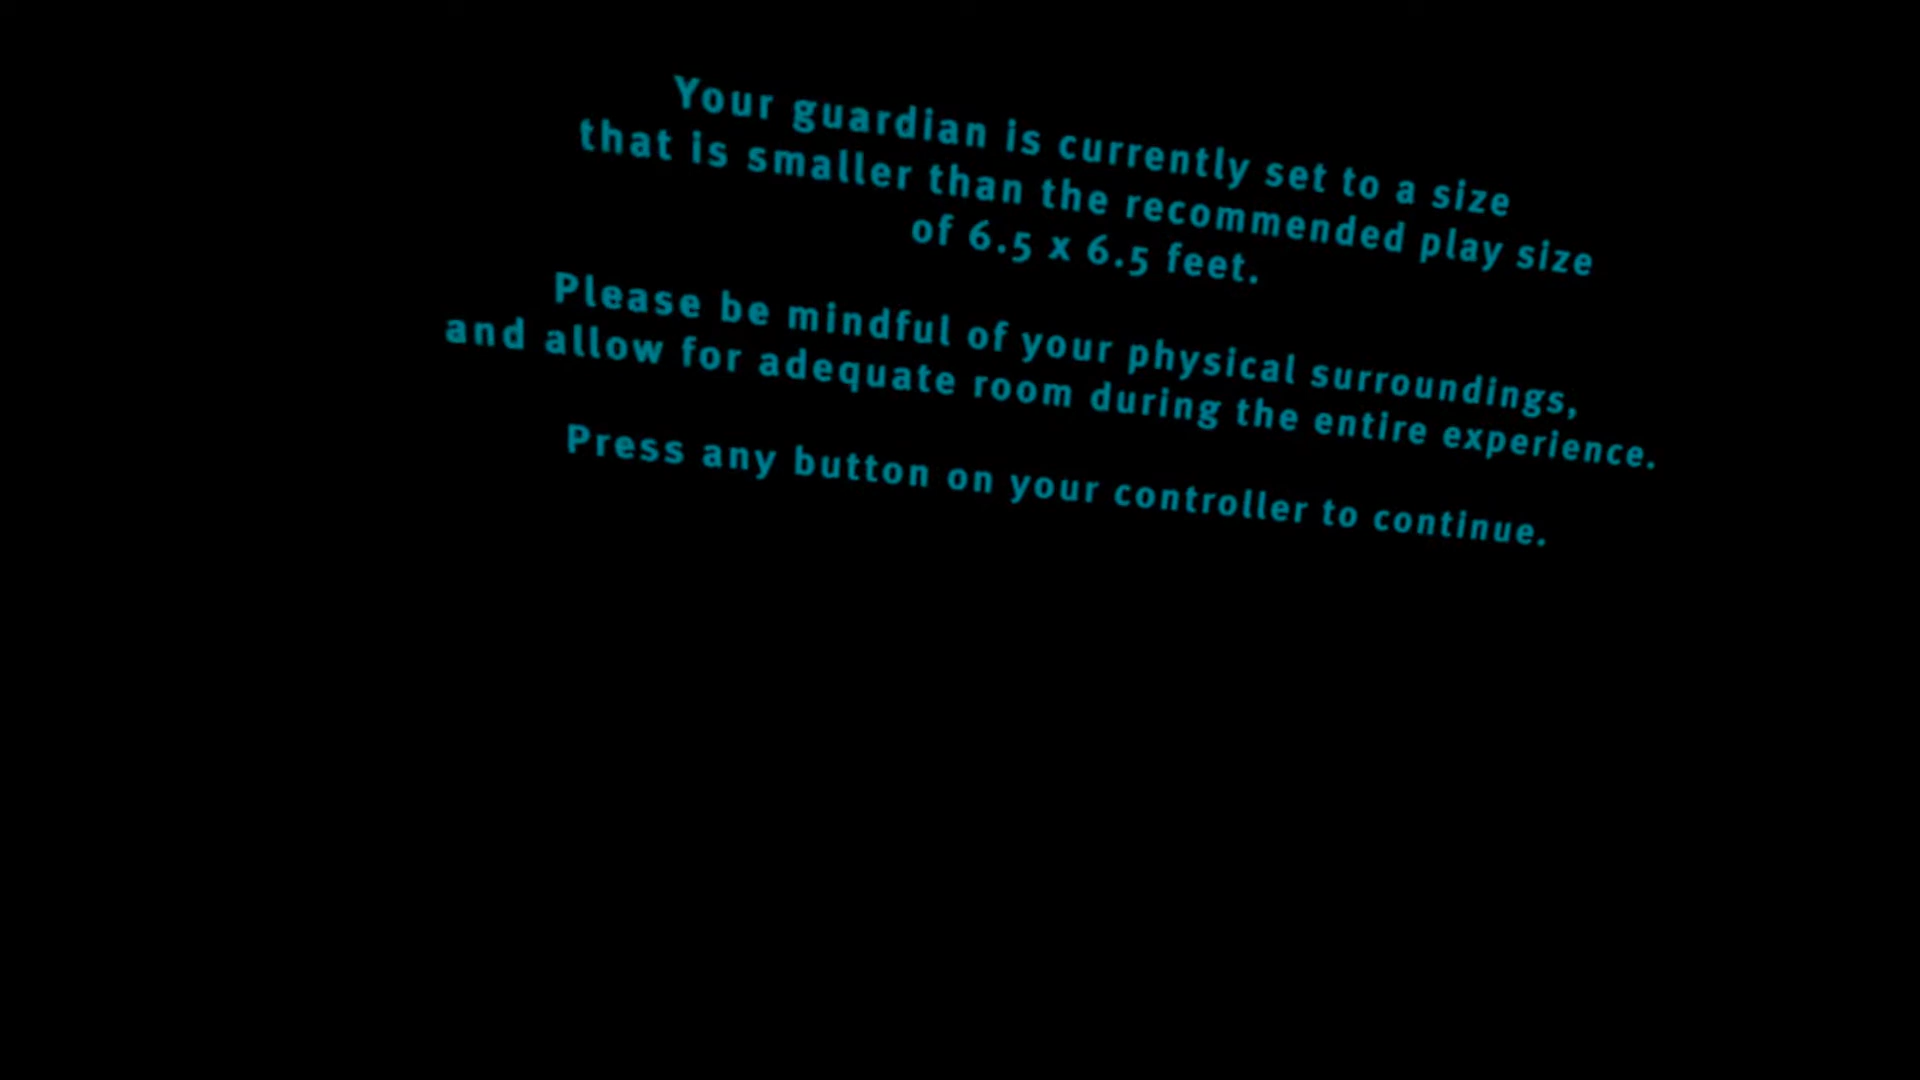 Your guardian is currently set to a size
that is smaller than the recommended play size
of 6.5 x 6.5 feet.
Please be mindful of your physical surroundings,
and allow for adequate room during the entire experience.
Press any button on your controller to continue.